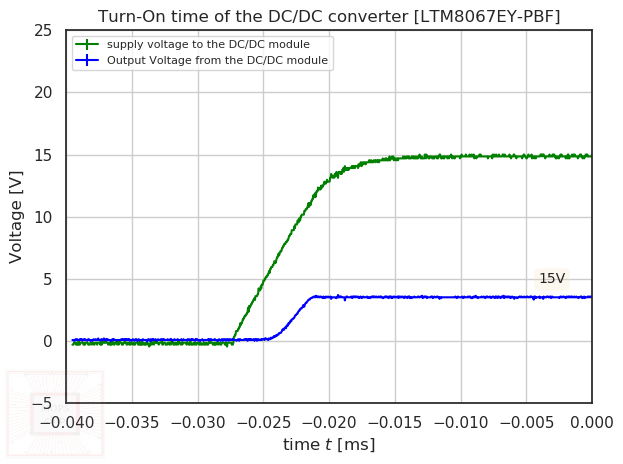 Turn-On time of the DC/DC converter [LTM8067EY-PBF]
25
supply voltage to the DC/DC module
Output Voltage from the DC/DC module
20
15
10
5
15V
0
−5
Voltage [V]
−0.040 −0.035 −0.030 −0.025 −0.020 −0.015 −0.010 −0.005 0.000
time t [ms]